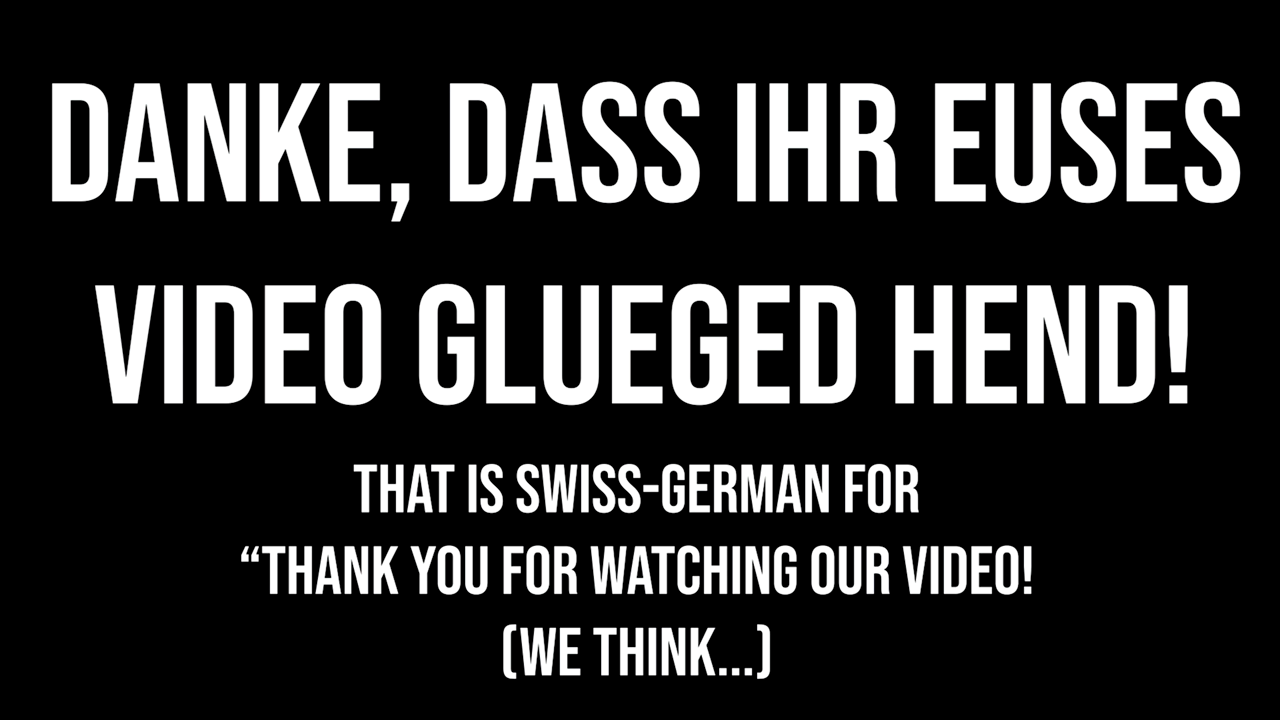 DANKE, DASS IHR EUSES
VIDEO GLUEGED HEND!
THAT IS SWISS-GERMAN FOR
“THANK YOU FOR WATCHING OUR VIDEO!
(WE THINK...)